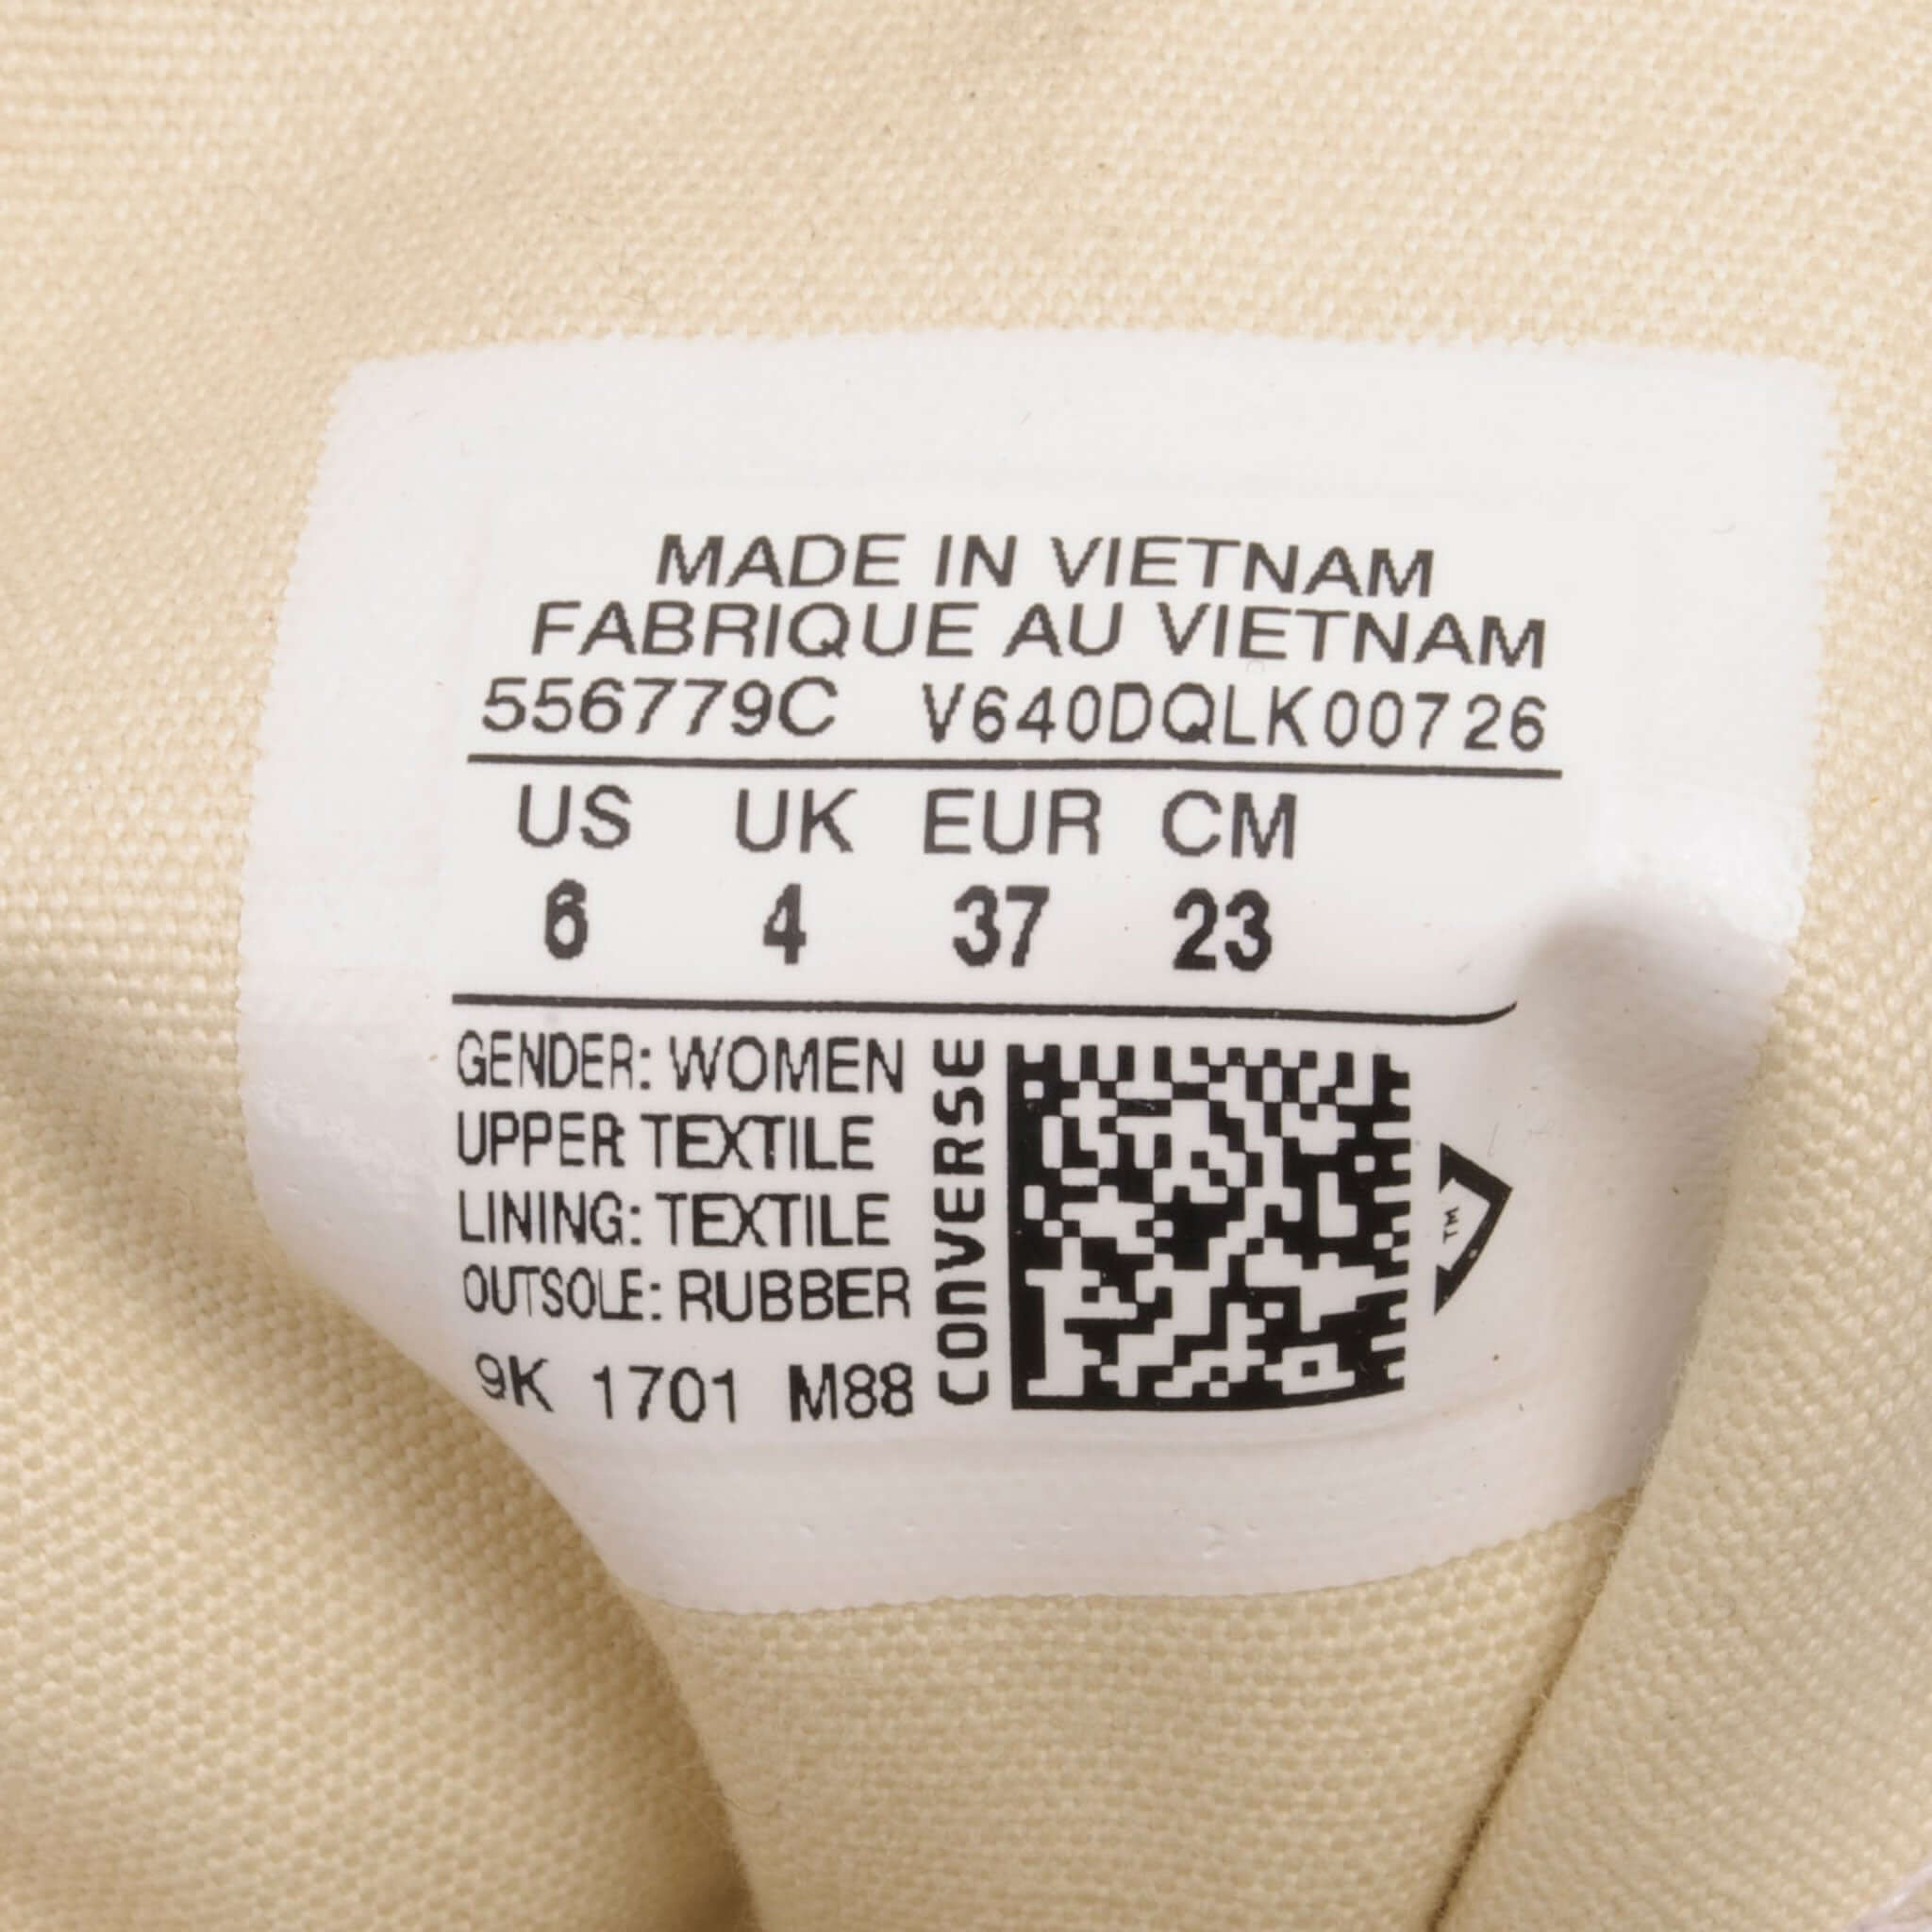 MADE IN VIETNAM
FABRIQUE AU VIETNAM
556779C V640DQLK00726
US UK EUR CM
6 4 37 23
GENDER: WOMEN
UPPER: TEXTILE
LINING: TEXTILE
OUTSOLE: RUBBER
9K 1701 M88
CONVERSE
TM